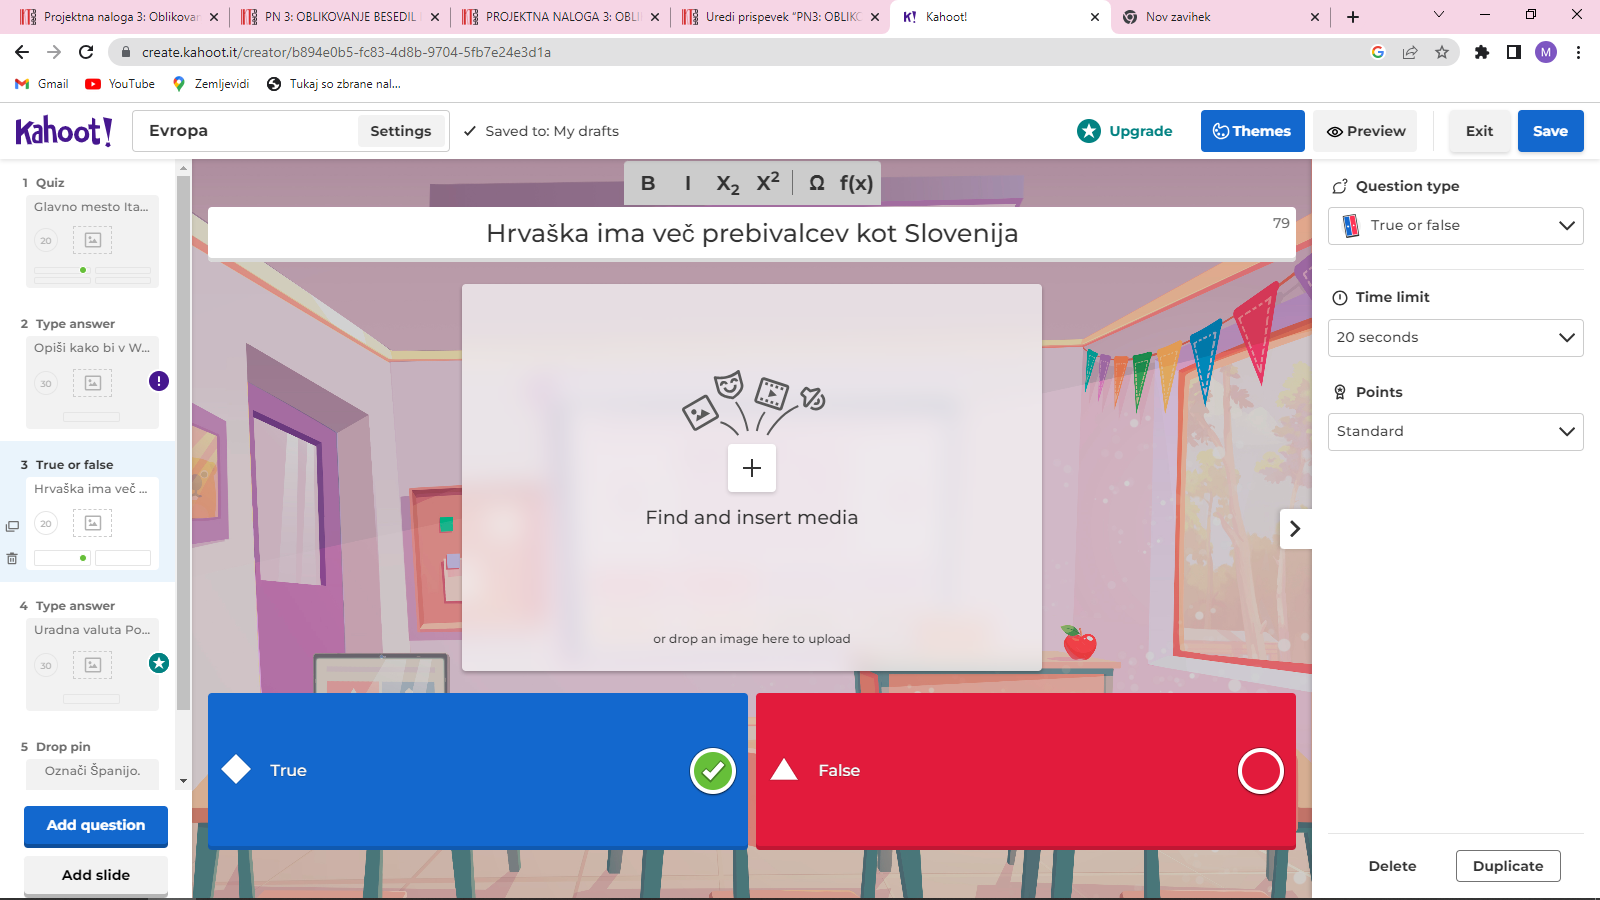 Projektna naloga 3: Oblikovan
PN 3: OBLIKOVANJE BESEDIL
PROJEKTNA NALOGA 3: OBLI
Uredi prispevek "PN3: OBLIKO
Kahoot!
Nov zavihek
create.kahoot.it/creator/b894e0b5-fc83-4d8b-9704-5fb7e24e3d1a
M
Gmail
YouTube
Zemljevidi
Tukaj so zbrane nal...
Kahoot!
Evropa
Settings
Saved to: My drafts
Upgrade
Themes
Preview
Exit
Save
1 Quiz
Glavno mesto Ita...
20
2 Type answer
Opiši kako bi v W...
30
3 True or false
Hrvaška ima več ...
20
4 Type answer
Uradna valuta Po...
30
5 Drop pin
Označi Španijo.
Add question
Add slide
B I X2 X2 Ω f(x)
Hrvaška ima več prebivalcev kot Slovenija
79
Find and insert media
or drop an image here to upload
True
False
Question type
True or false
Time limit
20 seconds
Points
Standard
Delete
Duplicate